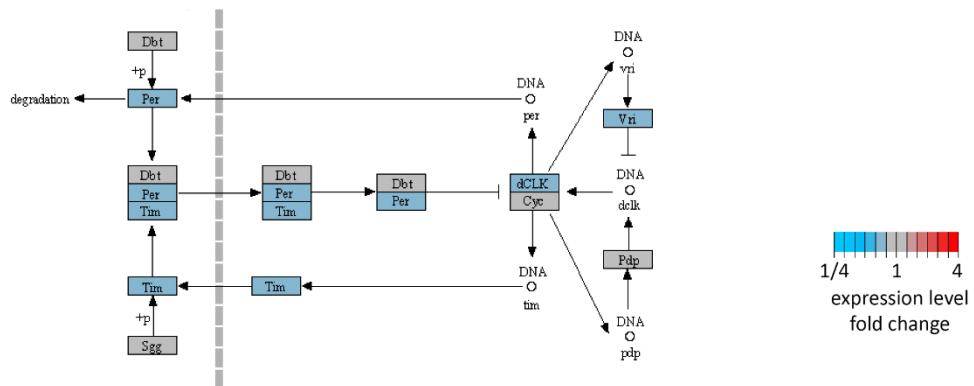 Dbt
+p
degradation
Per
DNA
per
DNA
vri
Vri
Dbt
Per
Tim
Dbt
Per
Tim
Dbt
Per
dCLK
Cyc
DNA
dclk
Pdp
Tim
Tim
DNA
tim
+p
Sgg
DNA
pdp
1/4
1
4
expression level
fold change